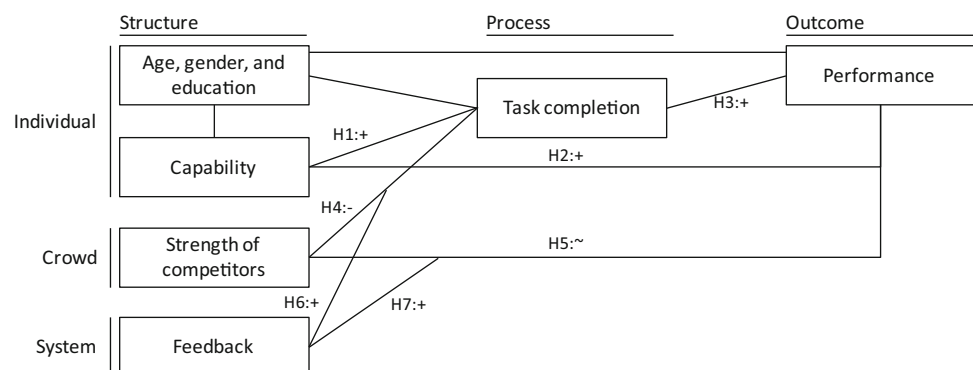 Structure
Process
Outcome
Individual
Age, gender, and
education
Task completion
Performance
H3:+
H1:+
Capability
H2:+
H4:-
Crowd
Strength of
competitors
H5:~
H6:+
H7:+
System
Feedback